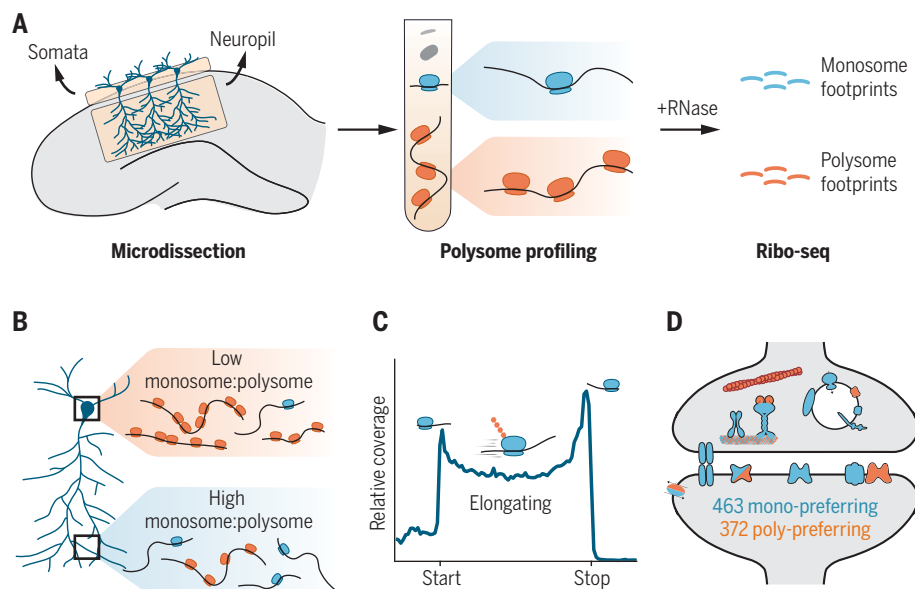 A
Somata
Neuropil
Microdissection
Polysome profiling
+RNase
Monosome
footprints
Polysome
footprints
Ribo-seq
B
Low
monosome:polysome
High
monosome:polysome
C
Relative coverage
Elongating
Start
Stop
D
463 mono-preferring
372 poly-preferring